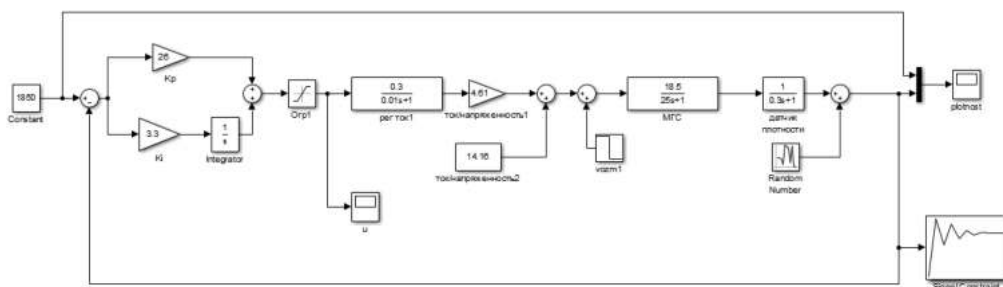 1850
Constant
26
Kp
3.3
Ki
1
s
Integrator
Огр1
0.3
0.01s+1
рег ток1
4.61
ток/напряженность1
14.16
ток/напряженность2
u
vozm1
18.5
25s+1
МГС
1
0.3s+1
датчик
плотности
Random
Number
plotnost